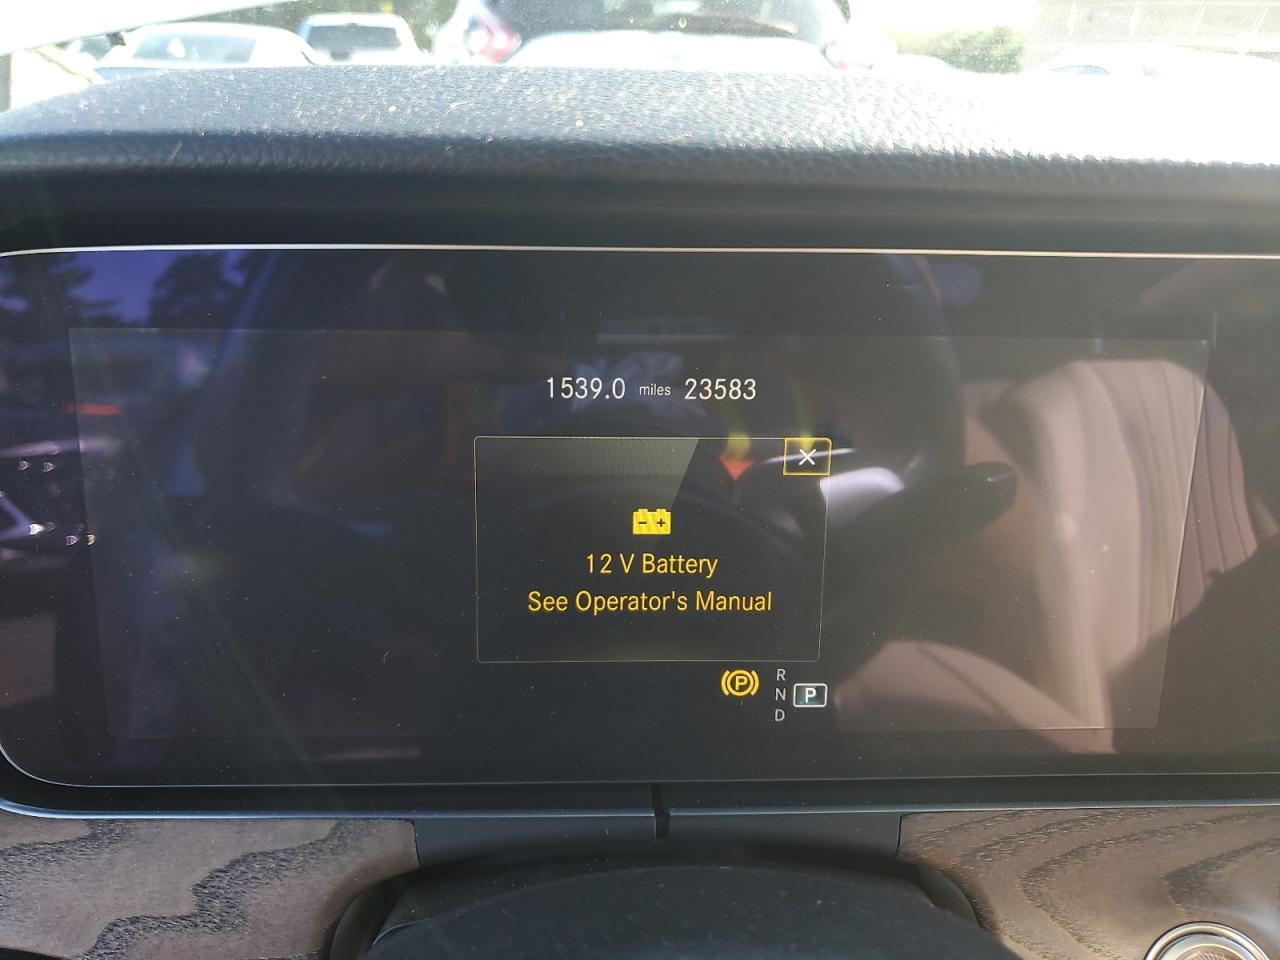 1539.0 miles 23583
12 V Battery
See Operator's Manual
P
R
N P
D